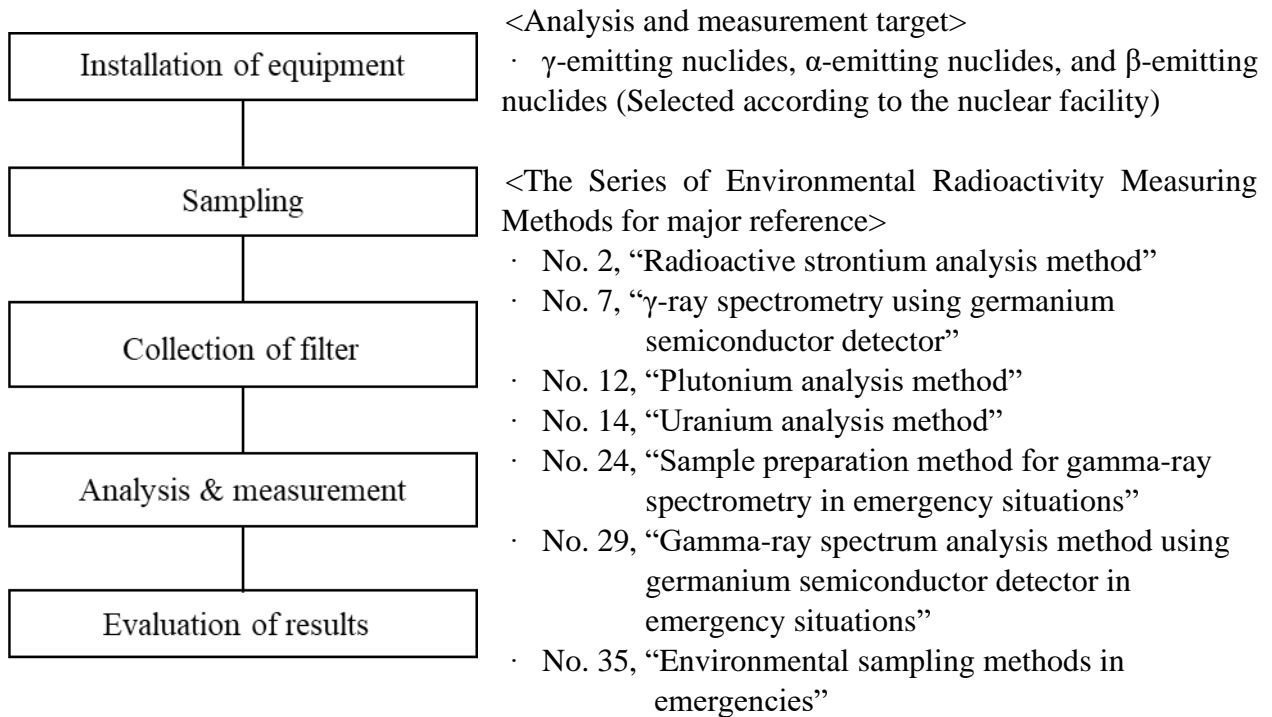 Installation of equipment
Sampling
Collection of filter
Analysis & measurement
Evaluation of results
<Analysis and measurement target>
· γ-emitting nuclides, α-emitting nuclides, and β-emitting
nuclides (Selected according to the nuclear facility)
<The Series of Environmental Radioactivity Measuring
Methods for major reference>
· No. 2, “Radioactive strontium analysis method”
· No. 7, “γ-ray spectrometry using germanium
semiconductor detector”
· No. 12, “Plutonium analysis method”
· No. 14, “Uranium analysis method”
· No. 24, “Sample preparation method for gamma-ray
spectrometry in emergency situations”
· No. 29, “Gamma-ray spectrum analysis method using
germanium semiconductor detector in
emergency situations”
· No. 35, “Environmental sampling methods in
emergencies”